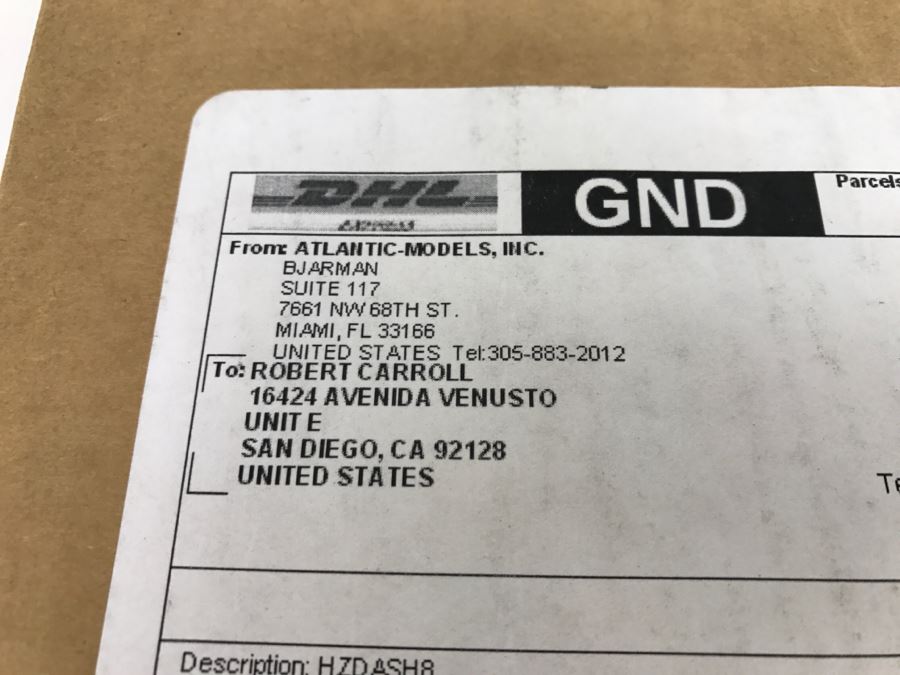 DHL
EXPRESS
GND
Parcels
From: ATLANTIC-MODELS, INC.
BJARMAN
SUITE 117
7661 NW 68TH ST.
MIAMI, FL 33166
UNITED STATES Tel:305-883-2012
To: ROBERT CARROLL
16424 AVENIDA VENUSTO
UNIT E
SAN DIEGO, CA 92128
UNITED STATES
Te
Description: HZDASH8